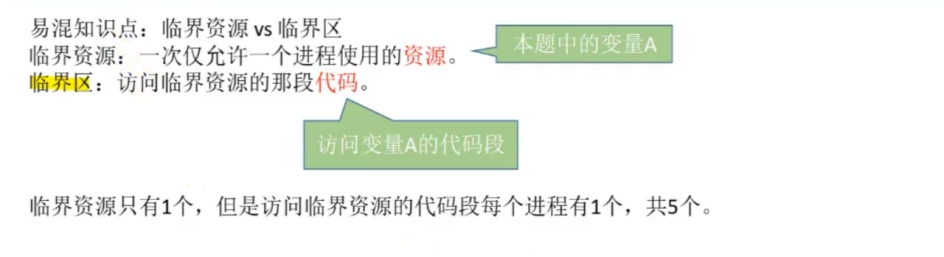 易混知识点：临界资源 vs 临界区
临界资源：一次仅允许一个进程使用的资源。
本题中的变量A
临界区：访问临界资源的那段代码。
访问变量A的代码段
临界资源只有1个，但是访问临界资源的代码段每个进程有1个，共5个。